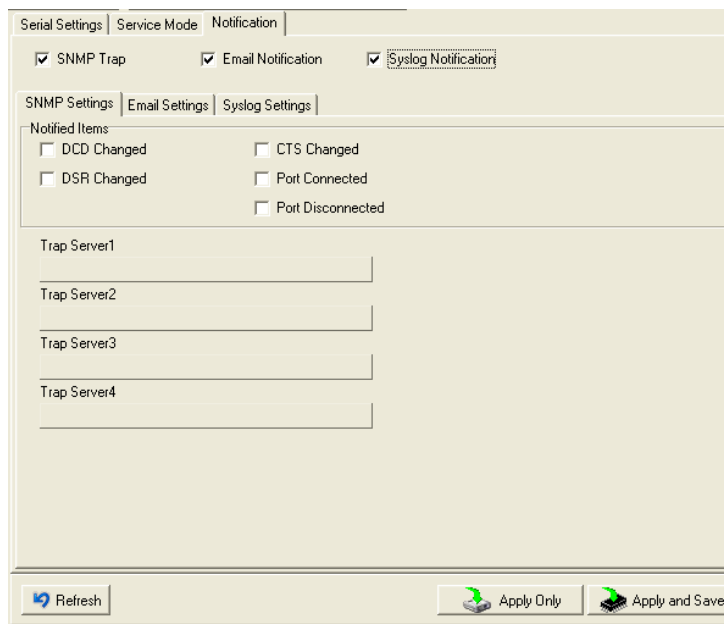 Serial Settings Service Mode Notification
SNMP Trap Email Notification Syslog Notification
SNMP Settings Email Settings Syslog Settings
Notified Items
DCD Changed CTS Changed
DSR Changed Port Connected
Port Disconnected
Trap Server1
Trap Server2
Trap Server3
Trap Server4
Refresh Apply Only Apply and Save